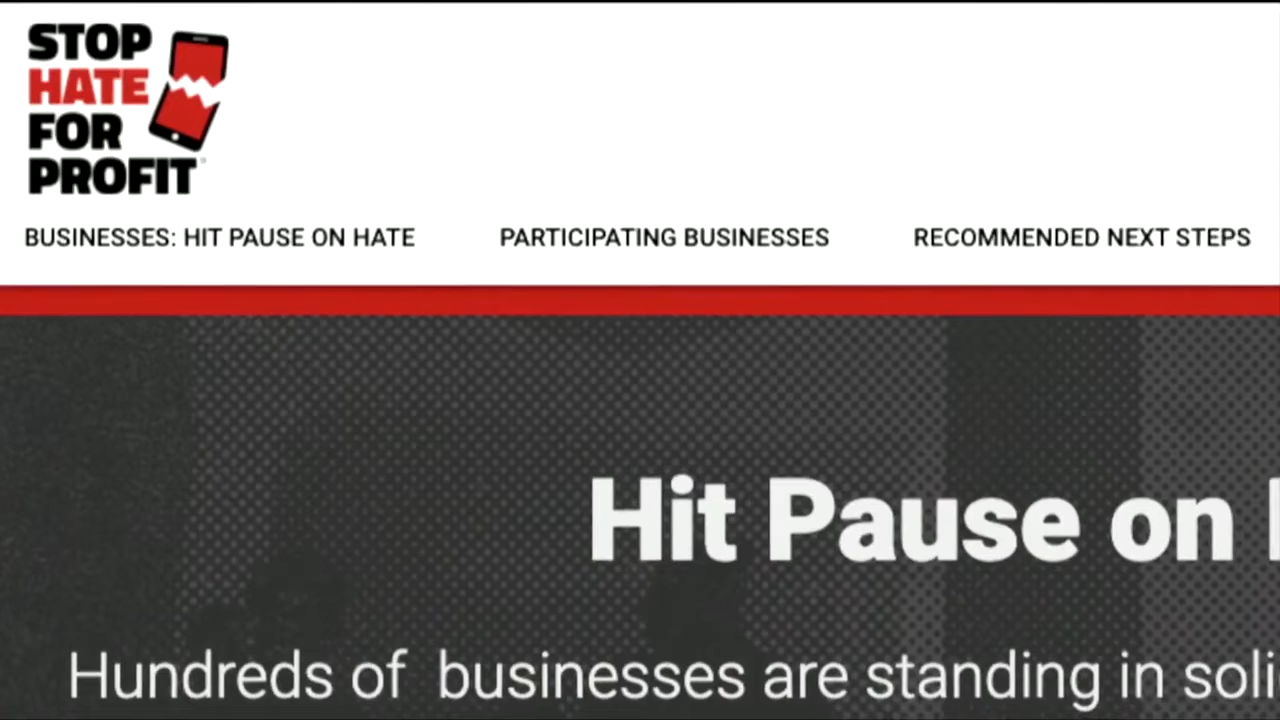 STOP
HATE
FOR
PROFIT
BUSINESSES: HIT PAUSE ON HATE PARTICIPATING BUSINESSES RECOMMENDED NEXT STEPS
Hit Pause on
Hundreds of businesses are standing in soli